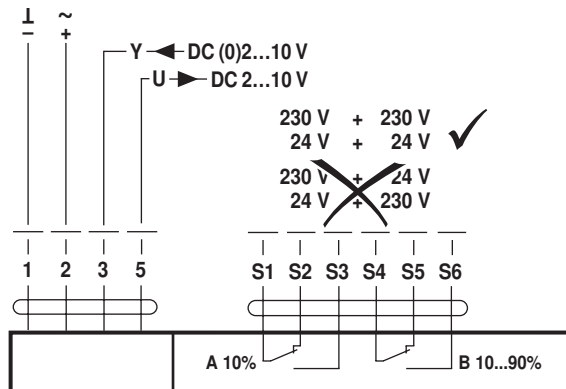 ⊥ ~
– +
Y DC (0)2...10 V
U DC 2...10 V
230 V + 230 V
24 V + 24 V
230 V + 24 V
24 V + 230 V
1 2 3 5 S1 S2 S3 S4 S5 S6
A 10% B 10...90%